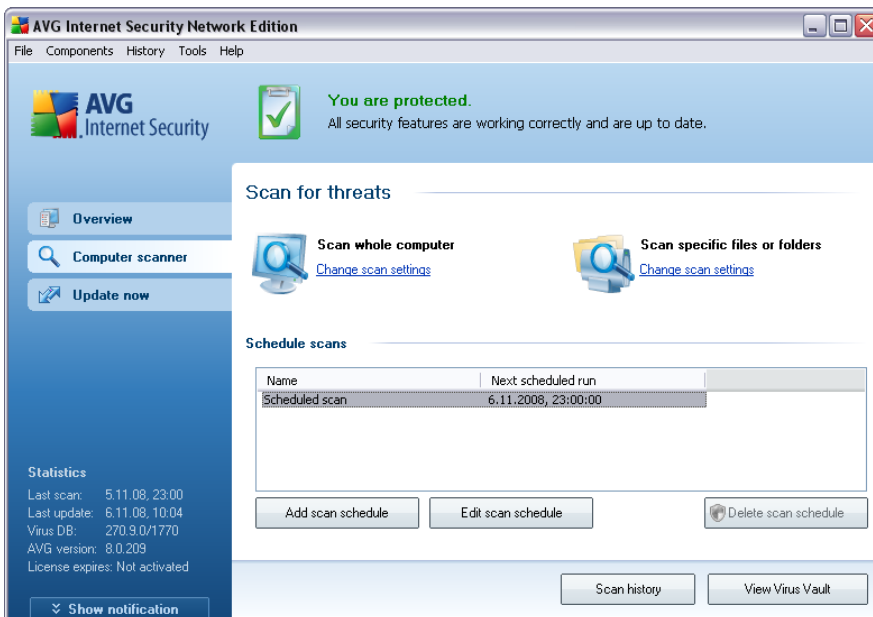 AVG Internet Security Network Edition
File Components History Tools Help
AVG
Internet Security
You are protected.
All security features are working correctly and are up to date.
Overview
Computer scanner
Update now
Scan for threats
Scan whole computer
Change scan settings
Scan specific files or folders
Change scan settings
Schedule scans
Name Next scheduled run
Scheduled scan 6.11.2008, 23:00:00
Add scan schedule Edit scan schedule Delete scan schedule
Statistics
Last scan: 5.11.08, 23:00
Last update: 6.11.08, 10:04
Virus DB: 270.9.0/1770
AVG version: 8.0.209
License expires: Not activated
Show notification
Scan history View Virus Vault